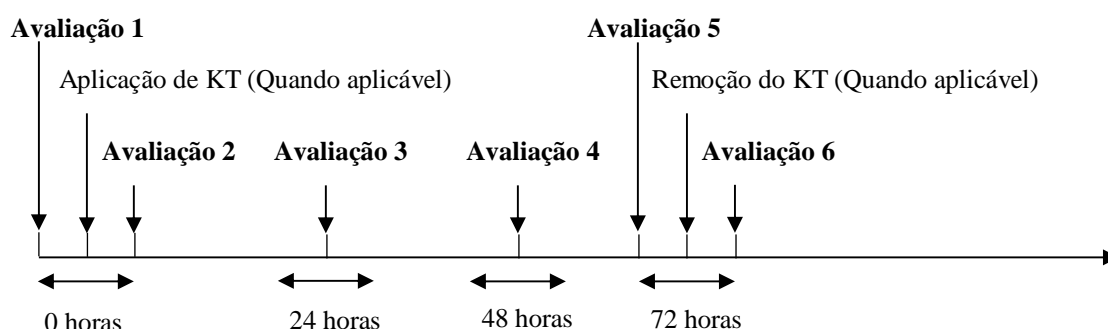 Avaliação 1
Avaliação 5
Aplicação de KT (Quando aplicável)
Remoção do KT (Quando aplicável)
Avaliação 2
Avaliação 3
Avaliação 4
Avaliação 6
0 horas
24 horas
48 horas
72 horas